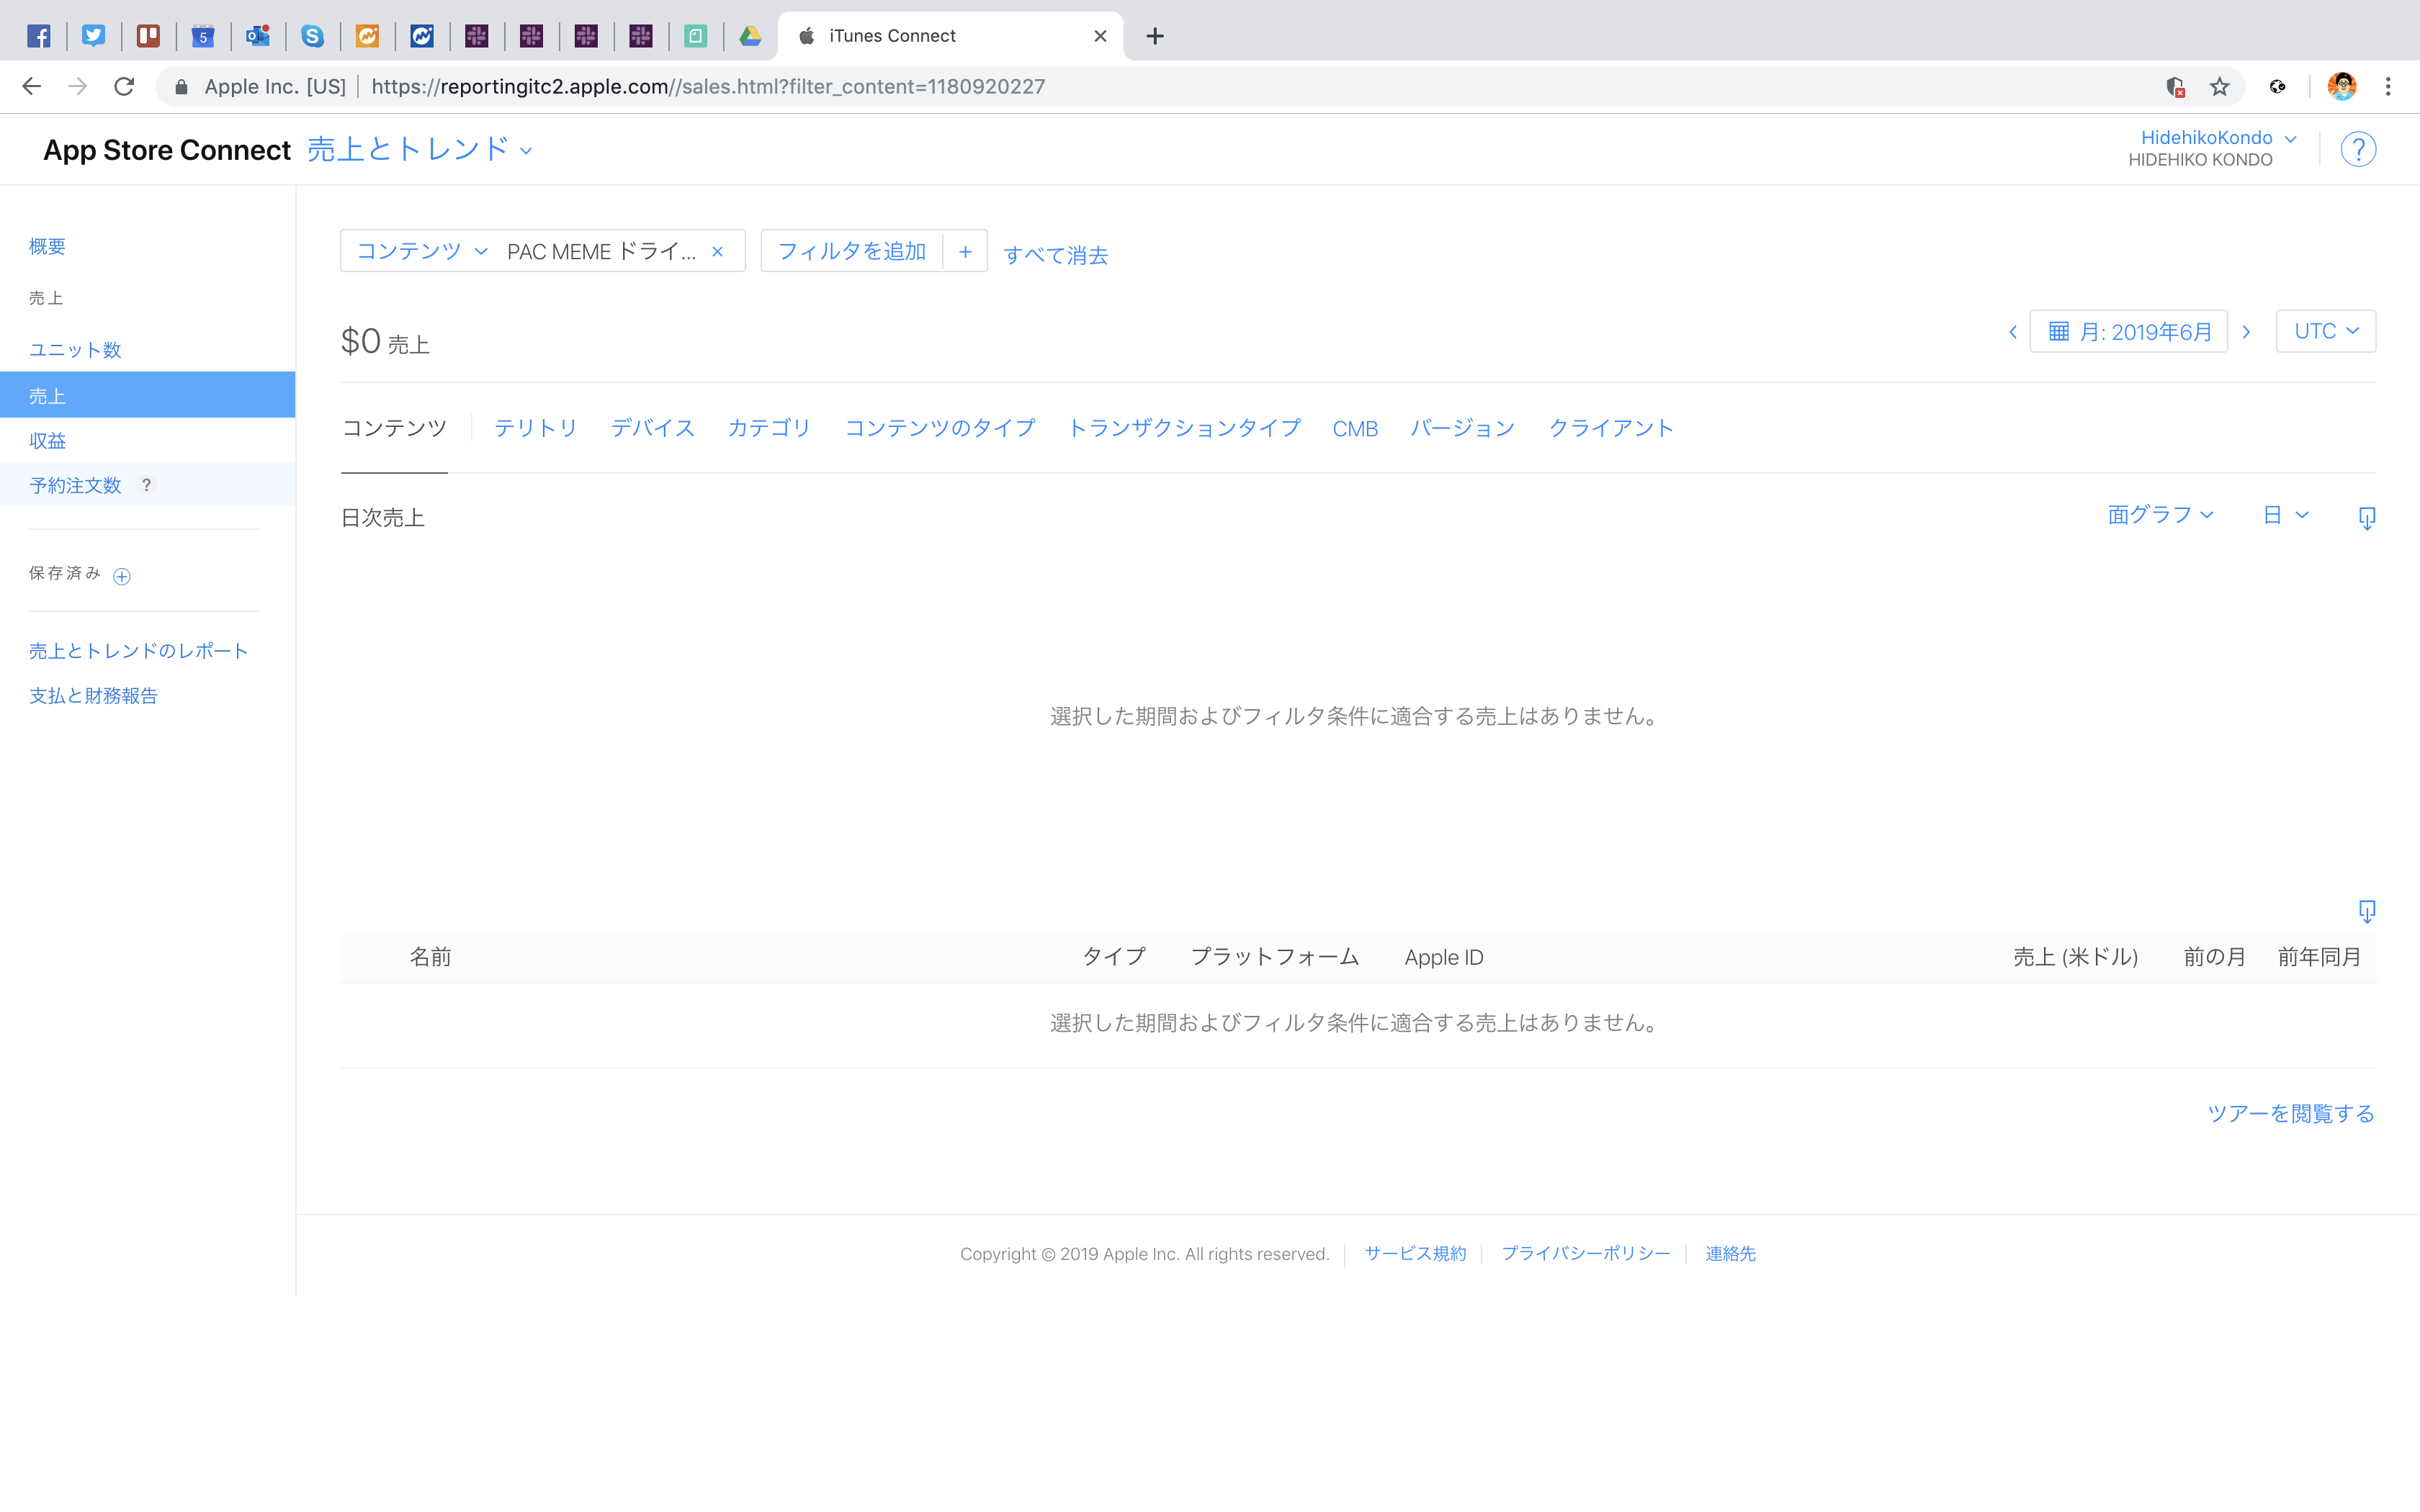 5
iTunes Connect
Apple Inc. [US] | https://reportingitc2.apple.com//sales.html?filter_content=1180920227
App Store Connect 売上とトレンド
HidehikoKondo
HIDEHIKO KONDO
?
概要
売上
ユニット数
売上
収益
予約注文数 ?
保存済み
売上とトレンドのレポート
支払と財務報告
コンテンツ PAC MEME ドライ... × フィルタを追加 + すべて消去
$0 売上
月: 2019年6月 UTC
コンテンツ テリトリ デバイス カテゴリ コンテンツのタイプ トランザクションタイプ CMB バージョン クライアント
日次売上 面グラフ 日
選択した期間およびフィルタ条件に適合する売上はありません。
名前 タイプ プラットフォーム Apple ID 売上 (米ドル) 前の月 前年同月
選択した期間およびフィルタ条件に適合する売上はありません。
ツアーを閲覧する
Copyright © 2019 Apple Inc. All rights reserved. サービス規約 プライバシーポリシー 連絡先